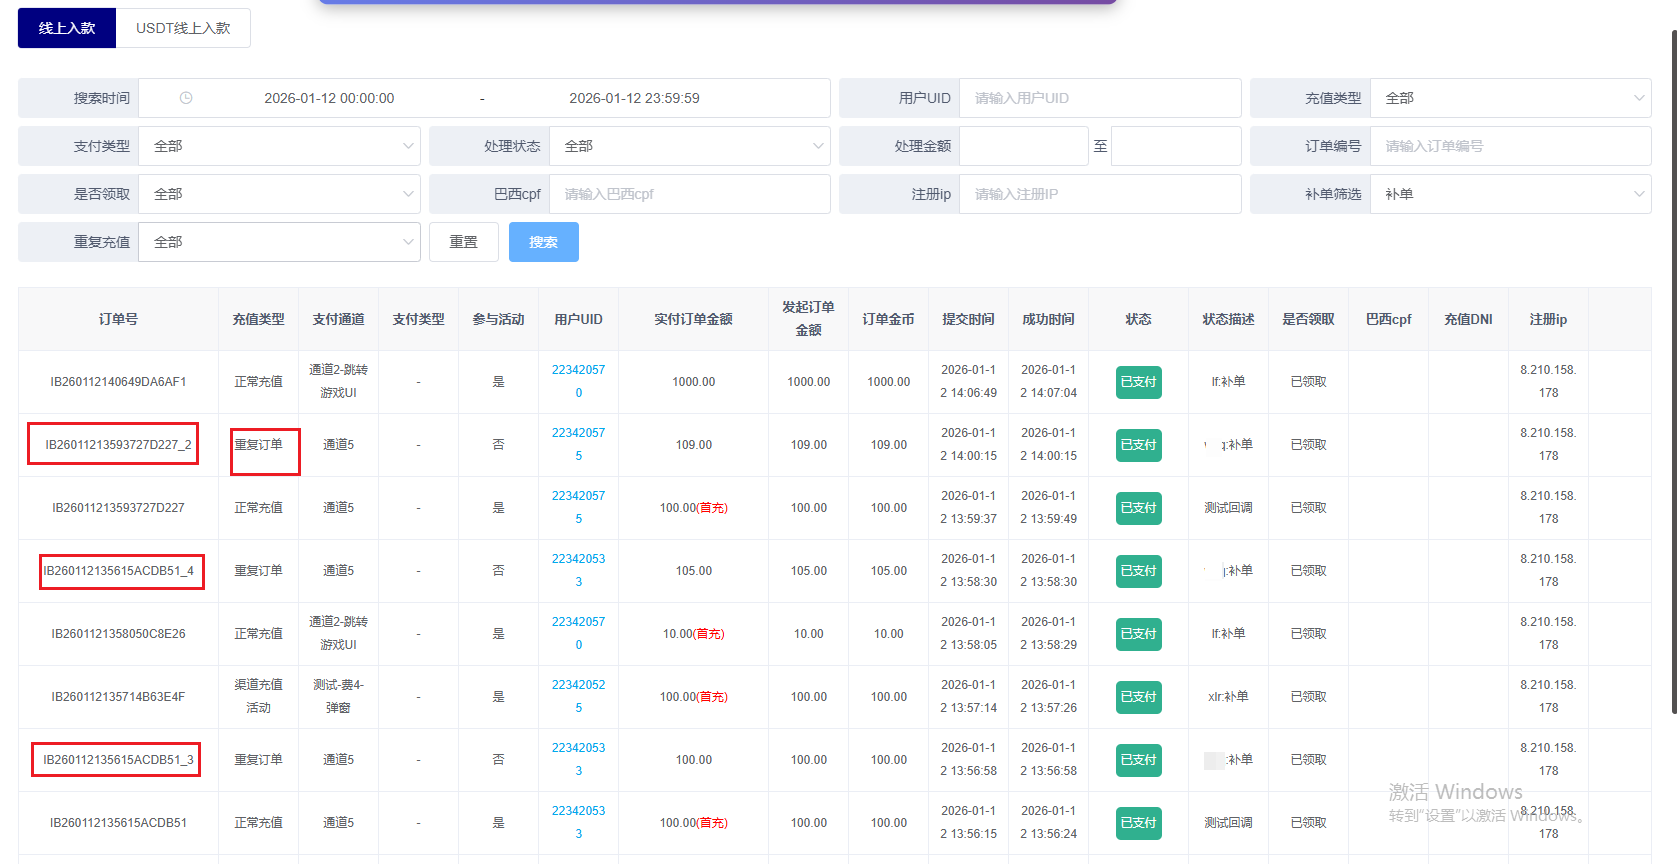 线上入款 USDT线上入款
搜索时间 2026-01-12 00:00:00 - 2026-01-12 23:59:59 用户UID 请输入用户UID 充值类型 全部
支付类型 全部 处理状态 全部 处理金额 至 订单编号 请输入订单编号
是否领取 全部 巴西cpf 请输入巴西cpf 注册ip 请输入注册IP 补单筛选 补单
重复充值 全部 重置 搜索
订单号 充值类型 支付通道 支付类型 参与活动 用户UID 实付订单金额 发起订单金额 订单金币 提交时间 成功时间 状态 状态描述 是否领取 巴西cpf 充值DNI 注册ip
IB260112140649DA6AF1 正常充值 通道2-跳转游戏UI - 是 223420570 1000.00 1000.00 1000.00 2026-01-12 14:06:49 2026-01-12 14:07:04 已支付 lf:补单 已领取 8.210.158.178
IB26011213593727D227_2 重复订单 通道5 - 否 223420575 109.00 109.00 109.00 2026-01-12 14:00:15 2026-01-12 14:00:15 已支付 :补单 已领取 8.210.158.178
IB26011213593727D227 正常充值 通道5 - 是 223420575 100.00(首充) 100.00 100.00 2026-01-12 13:59:37 2026-01-12 13:59:49 已支付 测试回调 已领取 8.210.158.178
IB260112135615ACDB51_4 重复订单 通道5 - 否 223420533 105.00 105.00 105.00 2026-01-12 13:58:30 2026-01-12 13:58:30 已支付 :补单 已领取 8.210.158.178
IB2601121358050C8E26 正常充值 通道2-跳转游戏UI - 是 223420570 10.00(首充) 10.00 10.00 2026-01-12 13:58:05 2026-01-12 13:58:29 已支付 lf:补单 已领取 8.210.158.178
IB260112135714B63E4F 渠道充值活动 测试-龚4-弹窗 - 是 223420525 100.00(首充) 100.00 100.00 2026-01-12 13:57:14 2026-01-12 13:57:26 已支付 xlr:补单 已领取 8.210.158.178
IB260112135615ACDB51_3 重复订单 通道5 - 否 223420533 100.00 100.00 100.00 2026-01-12 13:56:58 2026-01-12 13:56:58 已支付 :补单 已领取 8.210.158.178
IB260112135615ACDB51 正常充值 通道5 - 是 223420533 100.00(首充) 100.00 100.00 2026-01-12 13:56:15 2026-01-12 13:56:24 已支付 测试回调 已领取 8.210.158.178
激活 Windows
转到“设置”以激活 Windows。